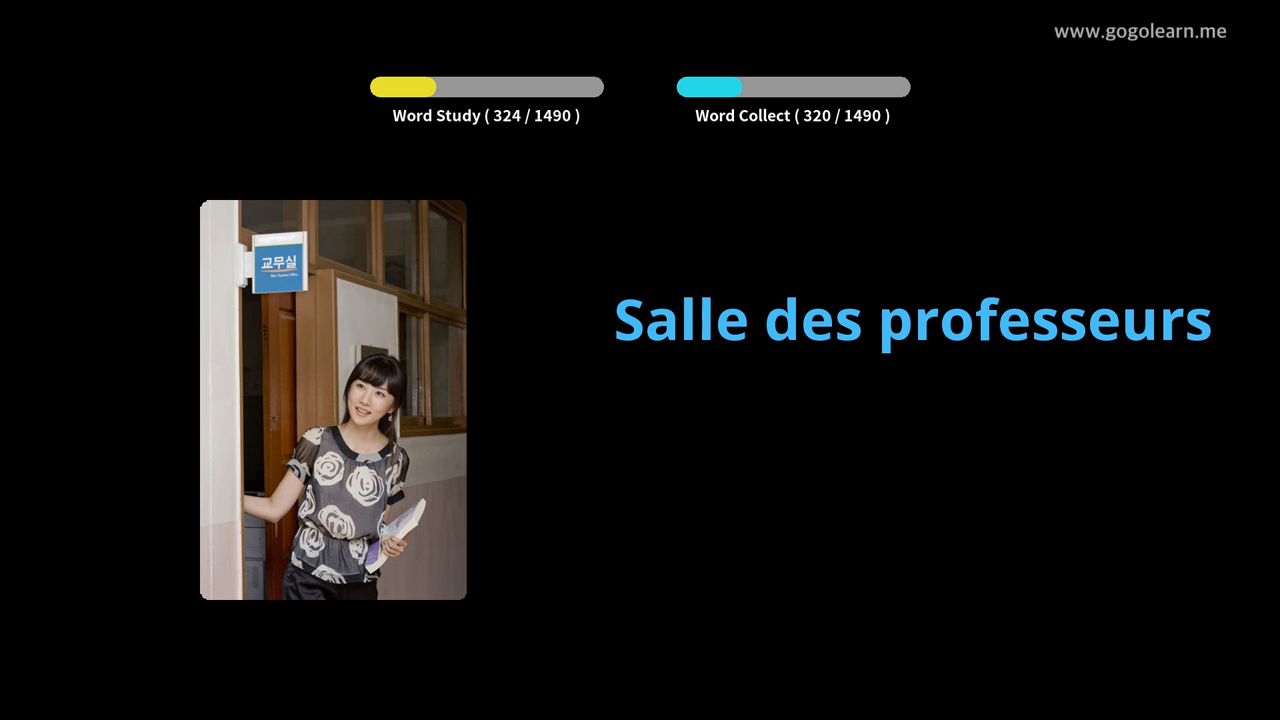 www.gogolearn.me
Word Study ( 324 / 1490 )
Word Collect ( 320 / 1490 )
교무실
Salle des professeurs